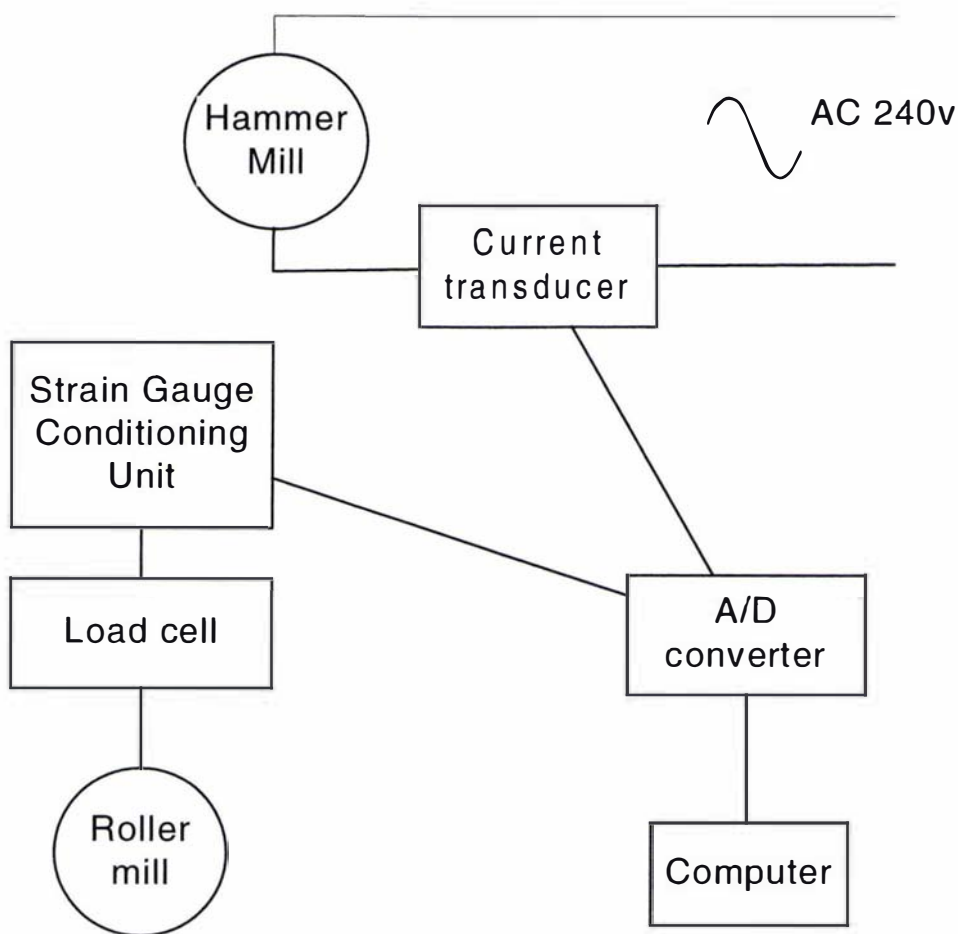 Hammer
Mill
AC 240v
Current
transducer
Strain Gauge
Conditioning
Unit
Load cell
A/D
converter
Roller
mill
Computer